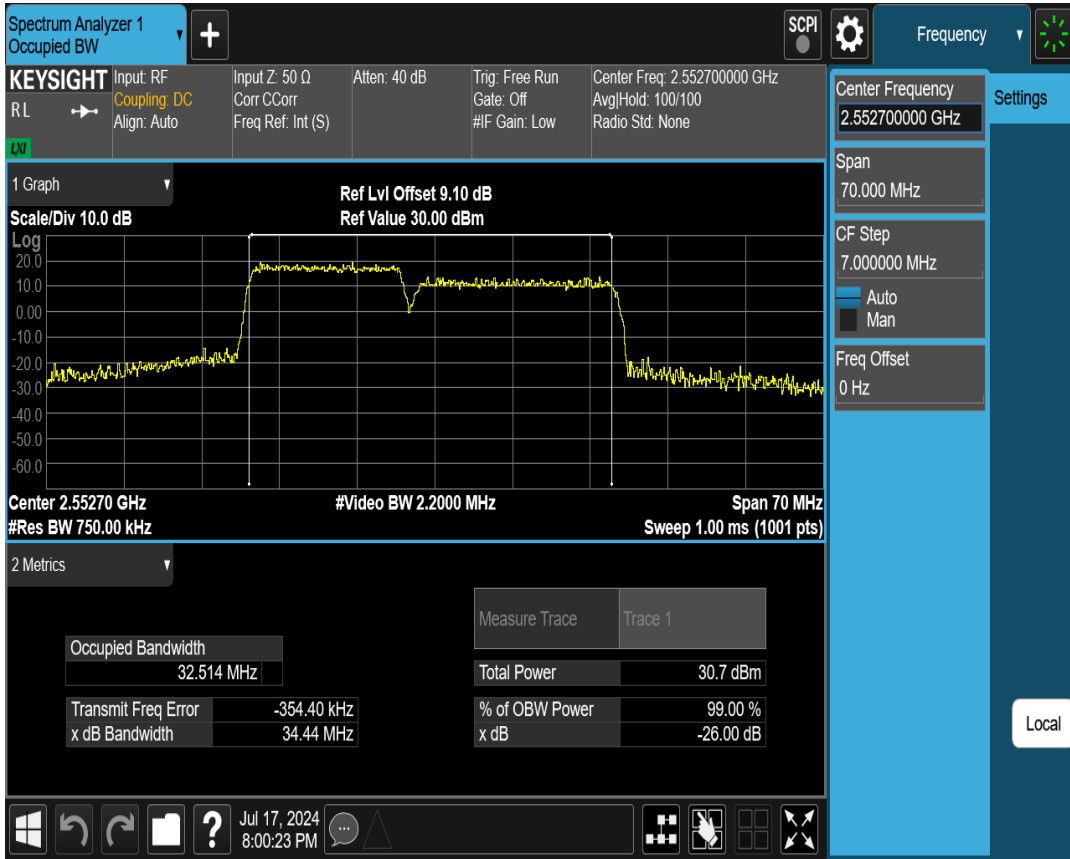 Spectrum Analyzer 1
Occupied BW
+
SCPI
Frequency
KEYSIGHT
RL
LXI
Input: RF
Coupling: DC
Align: Auto
Input Z: 50 Ω
Corr CCorr
Freq Ref: Int (S)
Atten: 40 dB
Trig: Free Run
Gate: Off
#IF Gain: Low
Center Freq: 2.552700000 GHz
Avg|Hold: 100/100
Radio Std: None
Center Frequency
2.552700000 GHz
Settings
Span
70.000 MHz
CF Step
7.000000 MHz
Auto
Man
Freq Offset
0 Hz
Local
1 Graph
Scale/Div 10.0 dB
Ref Lvl Offset 9.10 dB
Ref Value 30.00 dBm
Log
20.0
10.0
0.00
-10.0
-20.0
-30.0
-40.0
-50.0
-60.0
Center 2.55270 GHz
#Video BW 2.2000 MHz
Span 70 MHz
#Res BW 750.00 kHz
Sweep 1.00 ms (1001 pts)
2 Metrics
Measure Trace Trace 1
Occupied Bandwidth
32.514 MHz
Total Power 30.7 dBm
Transmit Freq Error -354.40 kHz
% of OBW Power 99.00 %
x dB Bandwidth 34.44 MHz
x dB -26.00 dB
?
Jul 17, 2024
8:00:23 PM